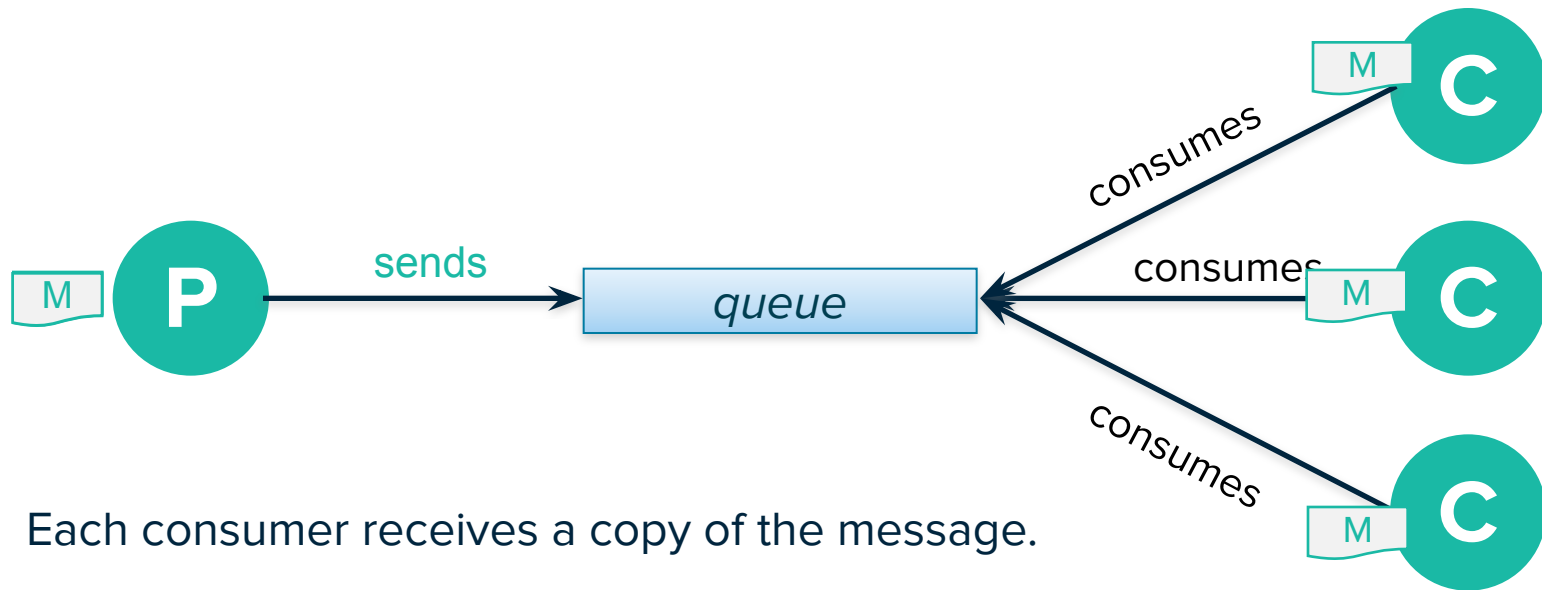 M
C
consumes
M
P
sends
queue
consumes
M
C
consumes
M
C
Each consumer receives a copy of the message.